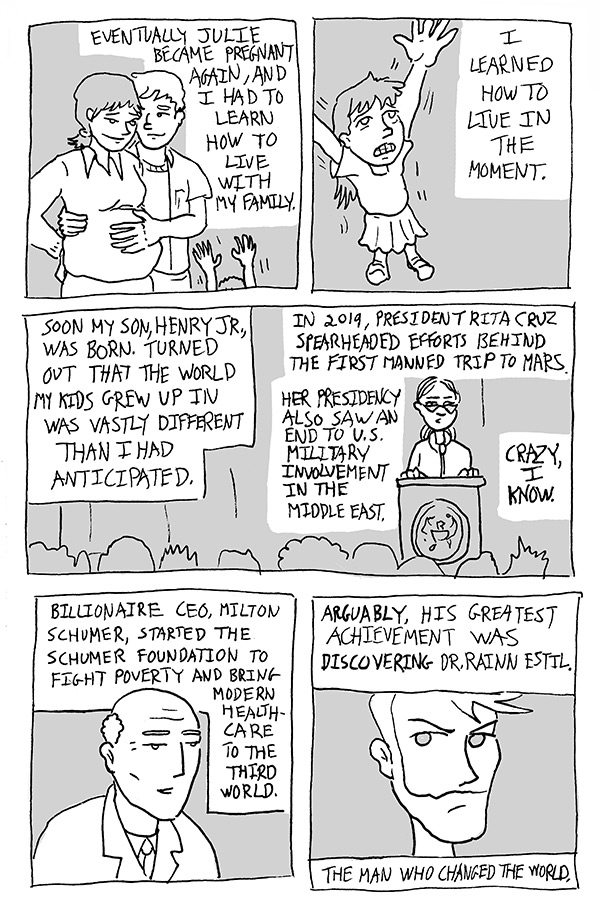 EVENTUALLY JULIE
BECAME PREGNANT
AGAIN, AND
I HAD TO
LEARN
HOW TO
LIVE
WITH
MY FAMILY.
I
LEARNED
HOW TO
LIVE IN
THE
MOMENT.
SOON MY SON, HENRY JR.,
WAS BORN. TURNED
OUT THAT THE WORLD
MY KIDS GREW UP IN
WAS VASTLY DIFFERENT
THAN I HAD
ANTICIPATED.
IN 2019, PRESIDENT RITA CRUZ
SPEARHEADED EFFORTS BEHIND
THE FIRST MANNED TRIP TO MARS.
HER PRESIDENCY
ALSO SAW AN
END TO U.S.
MILITARY
INVOLVEMENT
IN THE
MIDDLE EAST.
CRAZY,
I
KNOW.
BILLIONAIRE CEO, MILTON
SCHUMER, STARTED THE
SCHUMER FOUNDATION TO
FIGHT POVERTY AND BRING
MODERN
HEALTH-
CARE
TO THE
THIRD
WORLD.
ARGUABLY, HIS GREATEST
ACHIEVEMENT WAS
DISCOVERING DR. RAINN ESTIL.
THE MAN WHO CHANGED THE WORLD.